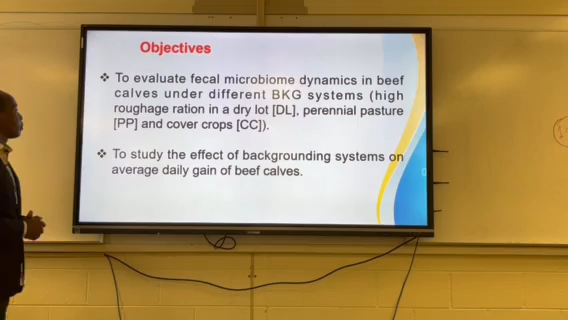 Objectives
❖ To evaluate fecal microbiome dynamics in beef
calves under different BKG systems (high
roughage ration in a dry lot [DL], perennial pasture
[PP] and cover crops [CC]).
❖ To study the effect of backgrounding systems on
average daily gain of beef calves.